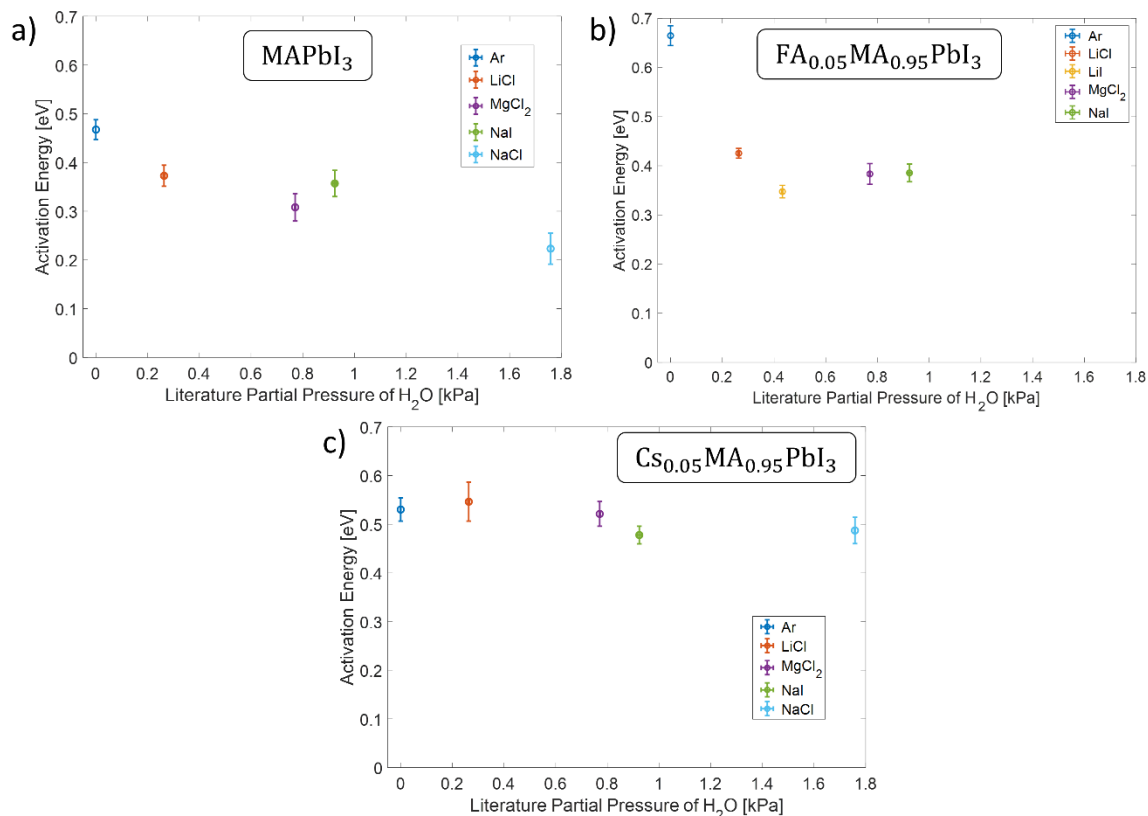 a)
MAPbI₃
0.7
0.6
0.5
0.4
0.3
0.2
0.1
0
Activation Energy [eV]
Ar
LiCl
MgCl₂
NaI
NaCl
0 0.2 0.4 0.6 0.8 1 1.2 1.4 1.6 1.8
Literature Partial Pressure of H₂O [kPa]
b)
FA₀.₀₅MA₀.₉₅PbI₃
0.7
0.6
0.5
0.4
0.3
0.2
0.1
0
Activation Energy [eV]
Ar
LiCl
LiI
MgCl₂
NaI
0 0.2 0.4 0.6 0.8 1 1.2 1.4 1.6 1.8
Literature Partial Pressure of H₂O [kPa]
c)
Cs₀.₀₅MA₀.₉₅PbI₃
0.7
0.6
0.5
0.4
0.3
0.2
0.1
0
Activation Energy [eV]
Ar
LiCl
MgCl₂
NaI
NaCl
0 0.2 0.4 0.6 0.8 1 1.2 1.4 1.6 1.8
Literature Partial Pressure of H₂O [kPa]